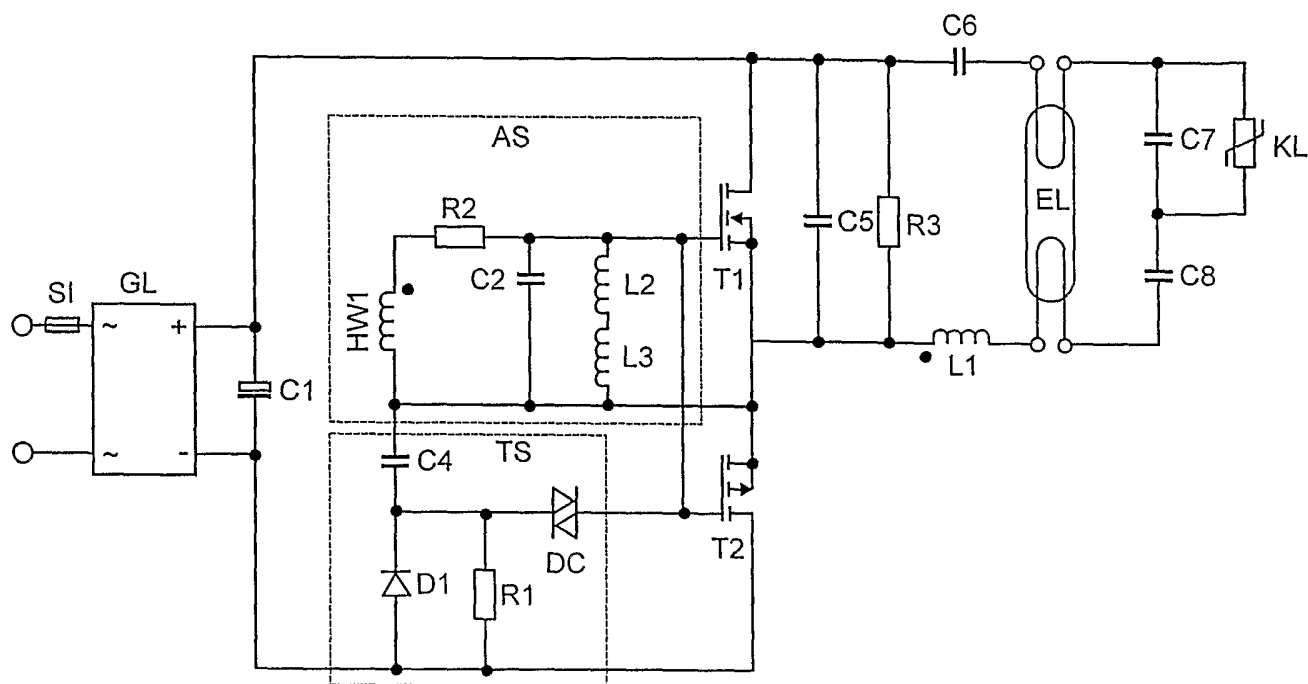 C6
AS
C7
KL
R2
EL
C5
R3
C2
L2
T1
C8
SI
GL
HW1
~
+
L3
L1
C1
~
-
TS
C4
T2
DC
D1
R1